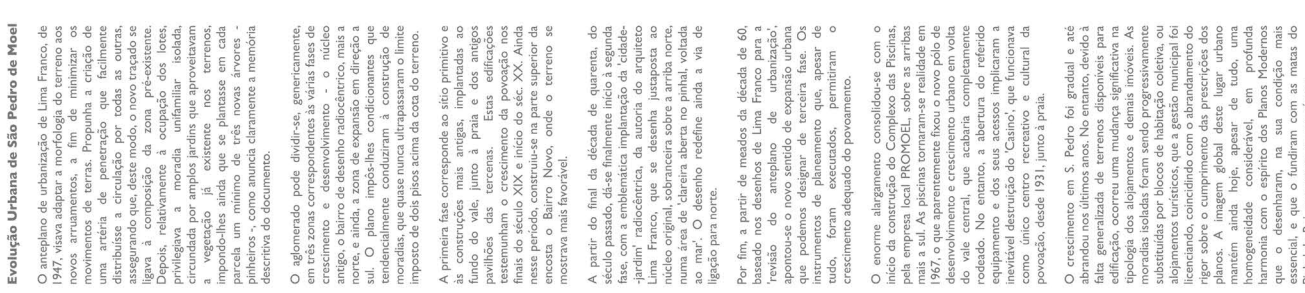 Evolução Urbana de São Pedro de Moel
O anteplano de urbanização de Lima Franco, de
1947, visava adaptar a morfologia do terreno aos
novos arruamentos, a fim de minimizar os
movimentos de terras. Propunha a criação de
uma artéria de penetração que facilmente
distribuísse a circulação por todas as outras,
assegurando que, deste modo, o novo traçado se
ligava à composição da zona pré-existente.
Depois, relativamente à ocupação dos lotes,
privilegiava a moradia unifamiliar isolada,
circundada por amplos jardins que aproveitavam
a vegetação já existente nos terrenos,
impondo-lhes ainda que se plantasse em cada
parcela um mínimo de três novas árvores -
pinheiros -, como anuncia claramente a memória
descritiva do documento.
O aglomerado pode dividir-se, genericamente,
em três zonas correspondentes às várias fases de
crescimento e desenvolvimento - o núcleo
antigo, o bairro de desenho radiocêntrico, mais a
norte, e ainda, a zona de expansão em direção a
sul. O plano impôs-lhes condicionantes que
tendencialmente conduziram à construção de
moradias, que quase nunca ultrapassaram o limite
imposto de dois pisos acima da cota do terreno.
A primeira fase corresponde ao sítio primitivo e
às construções mais antigas, implantadas ao
fundo do vale, junto à praia e dos antigos
pavilhões das tercenas. Estas edificações
testemunham o crescimento da povoação nos
finais do século XIX e início do séc. XX. Ainda
nesse período, construiu-se na parte superior da
encosta o Bairro Novo, onde o terreno se
mostrava mais favorável.
A partir do final da década de quarenta, do
século passado, dá-se finalmente início à segunda
fase, com a emblemática implantação da 'cidade-
-jardim' radiocêntrica, da autoria do arquiteto
Lima Franco, que se desenha justaposto ao
núcleo original, sobranceira sobre a arriba norte,
numa área de 'clareira aberta no pinhal, voltada
ao mar'. O desenho redefine ainda a via de
ligação para norte.
Por fim, a partir de meados da década de 60,
baseado nos desenhos de Lima Franco para a
'revisão do anteplano de urbanização',
apontou-se o novo sentido de expansão urbana
que podemos designar de terceira fase. Os
instrumentos de planeamento que, apesar de
tudo, foram executados, permitiram o
crescimento adequado do povoamento.
O enorme alargamento consolidou-se com o
início da construção do Complexo das Piscinas,
pela empresa local PROMOEL, sobre as arribas
mais a sul. As piscinas tornaram-se realidade em
1967, o que aparentemente fixou o novo pólo de
desenvolvimento e crescimento urbano em volta
do vale central, que acabaria completamente
rodeado. No entanto, a abertura do referido
equipamento e dos seus acessos implicam a
inevitável destruição do 'Casino', que funcionava
como único centro recreativo e cultural da
povoação, desde 1931, junto à praia.
O crescimento em S. Pedro foi gradual e até
abrandou nos últimos anos. No entanto, devido à
falta generalizada de terrenos disponíveis para
edificação, ocorreu uma mudança significativa na
tipologia dos alojamentos e demais imóveis. As
moradias isoladas foram sendo progressivamente
substituídas por blocos de habitação coletiva, ou
alojamentos turísticos, que a gestão municipal foi
licenciando, coincidindo com o abrandamento do
rigor sobre o cumprimento das prescrições dos
planos. A imagem global deste lugar urbano
mantém ainda hoje, apesar de tudo, uma
homogeneidade considerável, em profunda
harmonia com o espírito dos Planos Modernos
que o desenharam, na sua condição mais
essencial, e que o fundiram com as matas do